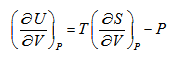 (∂U/∂V)_P = T(∂S/∂V)_P − P